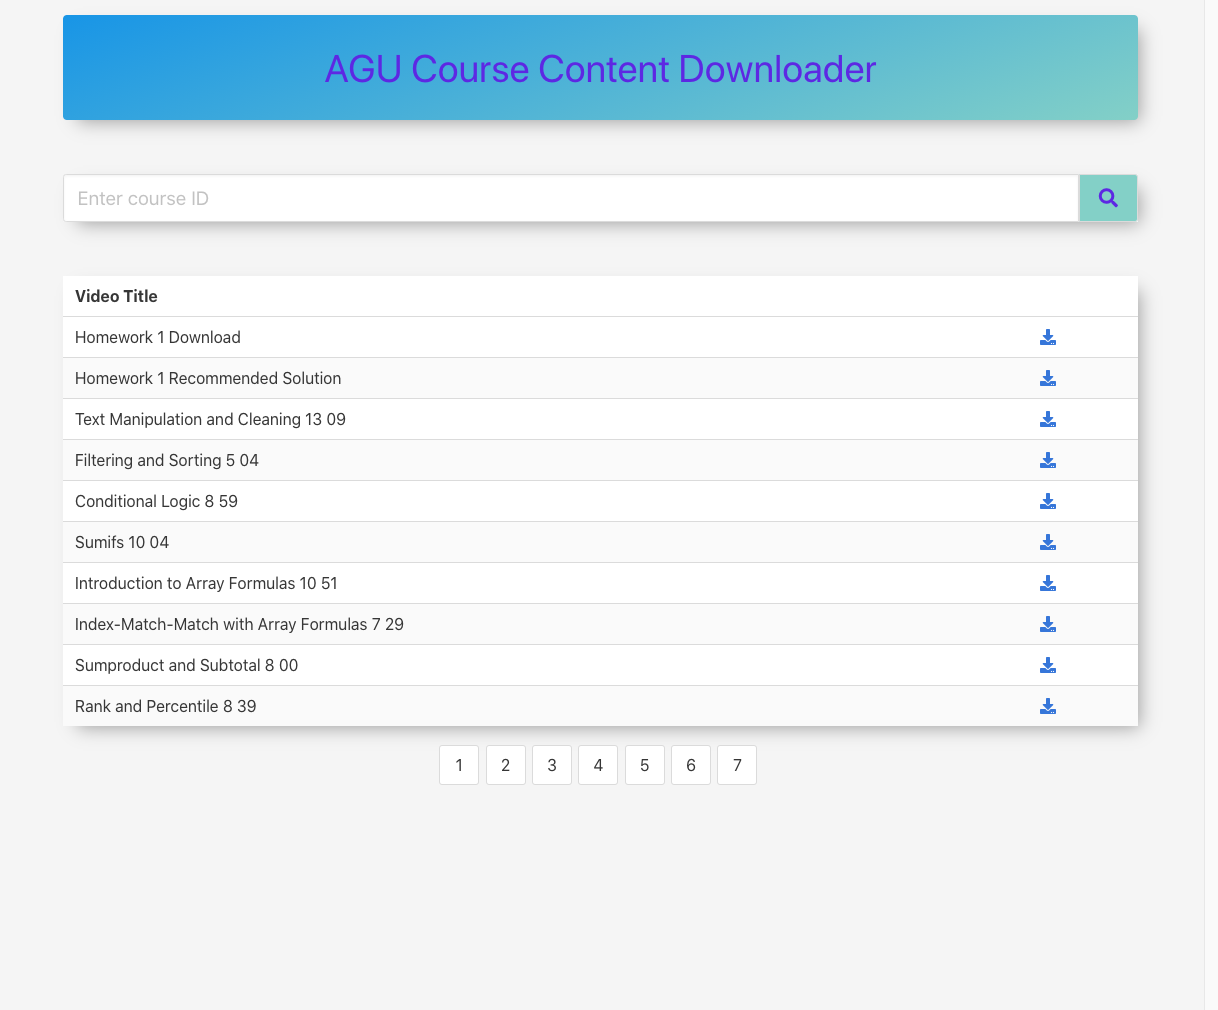 AGU Course Content Downloader
Enter course ID
Video Title
Homework 1 Download
Homework 1 Recommended Solution
Text Manipulation and Cleaning 13 09
Filtering and Sorting 5 04
Conditional Logic 8 59
Sumifs 10 04
Introduction to Array Formulas 10 51
Index-Match-Match with Array Formulas 7 29
Sumproduct and Subtotal 8 00
Rank and Percentile 8 39
1 2 3 4 5 6 7